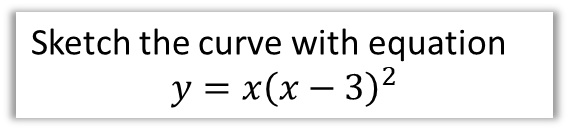 Sketch the curve with equation
y = x(x − 3)²